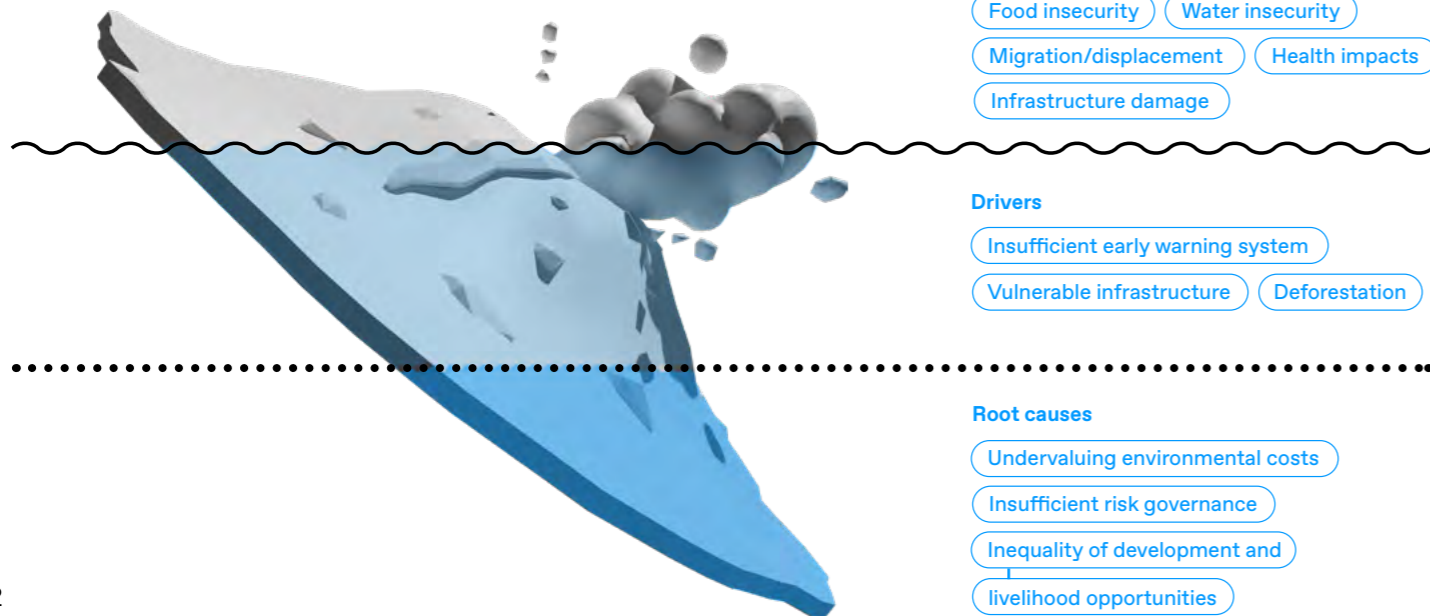 Food insecurity Water insecurity
Migration/displacement Health impacts
Infrastructure damage
Drivers
Insufficient early warning system
Vulnerable infrastructure Deforestation
Root causes
Undervaluing environmental costs
Insufficient risk governance
Inequality of development and
livelihood opportunities